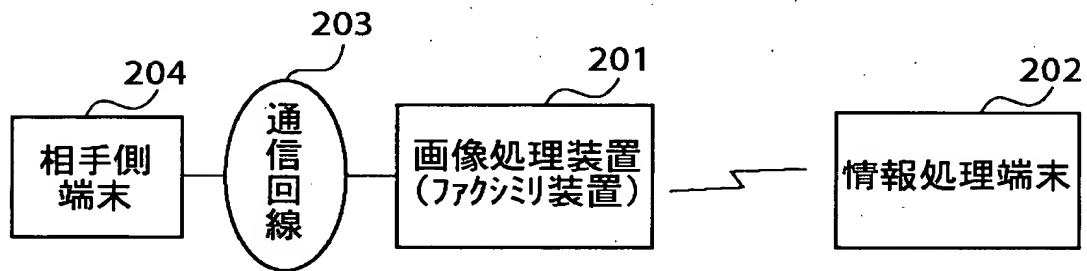 204
相手側
端末
203
通信回線
201
画像処理装置
(ファクシミリ装置)
202
情報処理端末